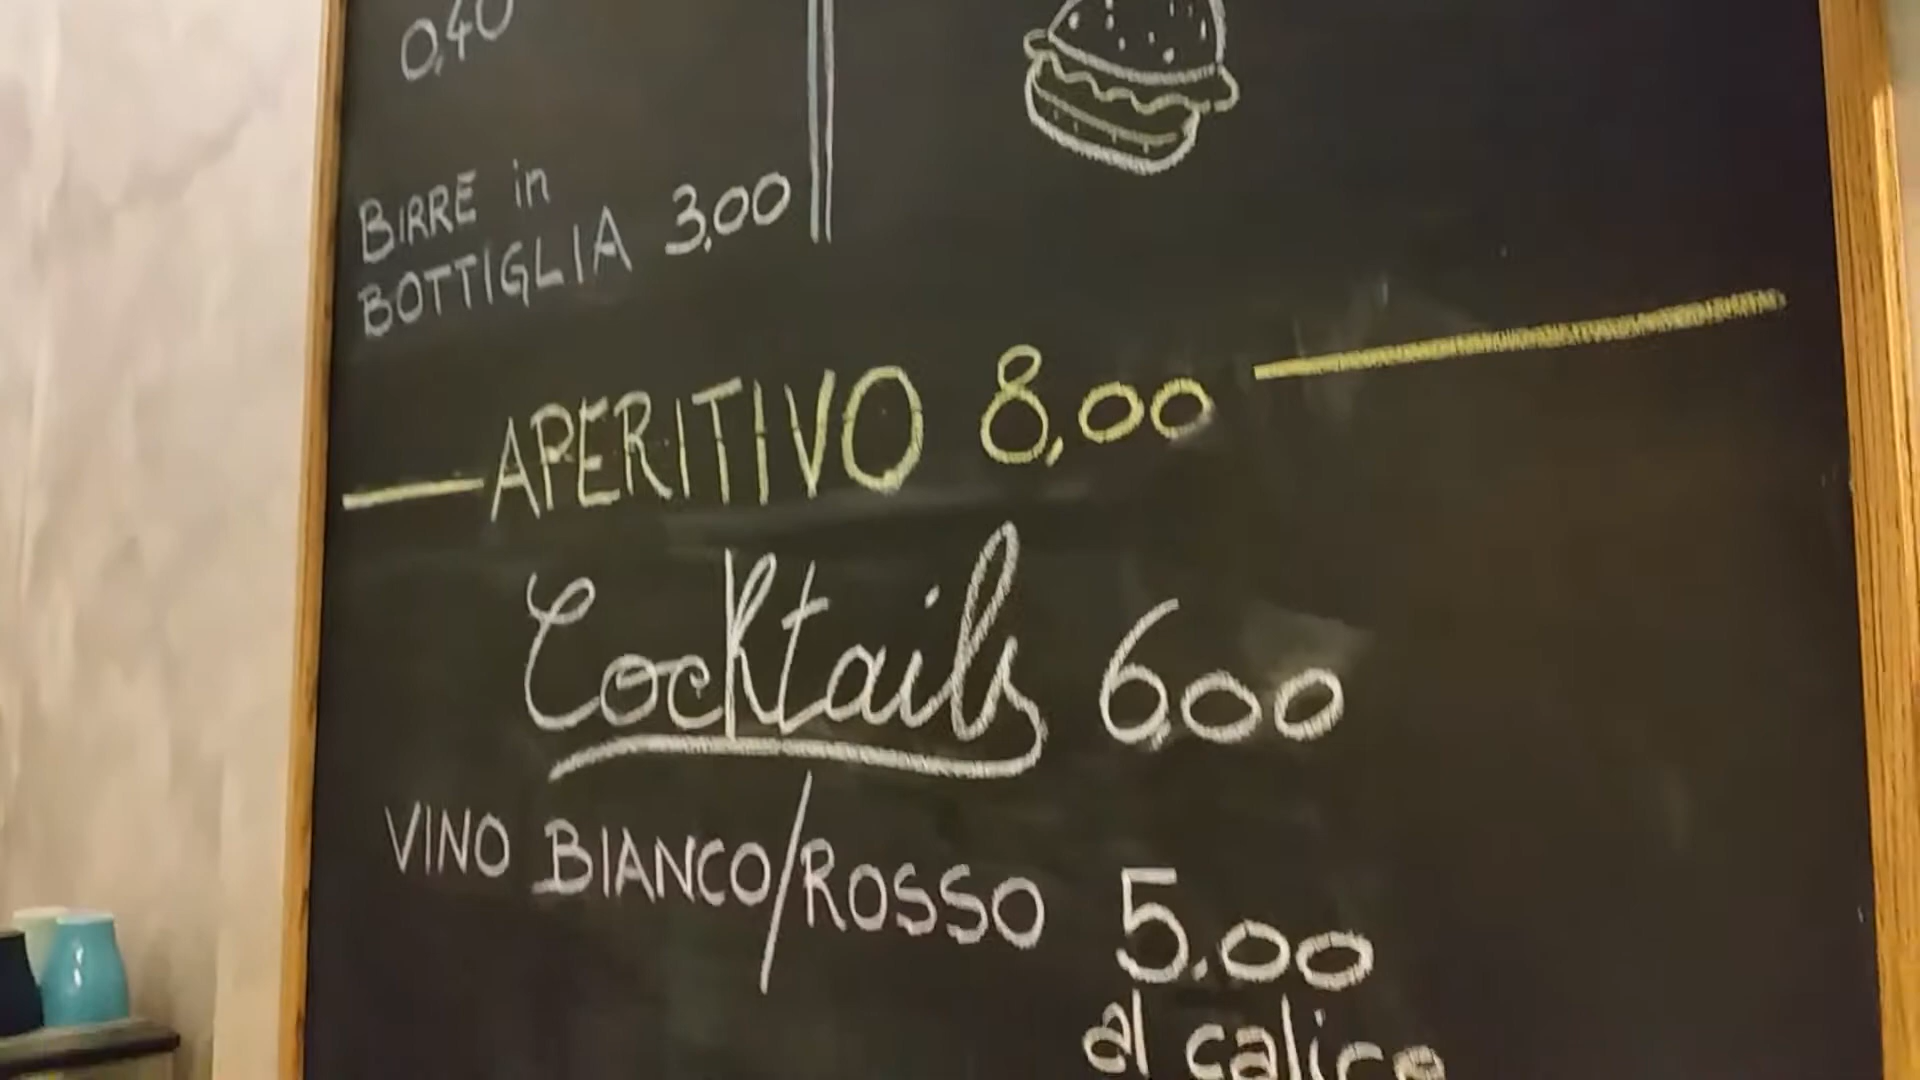 0,40
BIRRE in
BOTTIGLIA 3,00
APERITIVO 8,00
Cocktails 6,00
VINO BIANCO/ROSSO 5.00
al calice